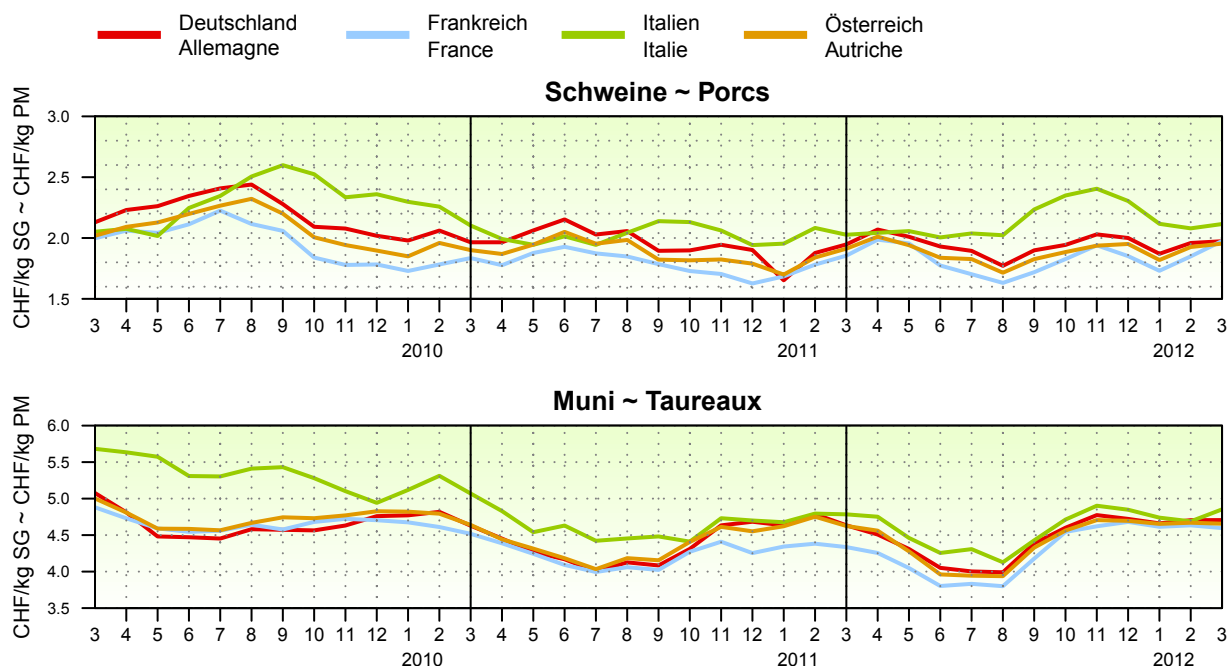 Deutschland
Allemagne
Frankreich
France
Italien
Italie
Österreich
Autriche
Schweine ~ Porcs
CHF/kg SG ~ CHF/kg PM
3.0
2.5
2.0
1.5
3 4 5 6 7 8 9 10 11 12 1 2 3 4 5 6 7 8 9 10 11 12 1 2 3 4 5 6 7 8 9 10 11 12 1 2 3
2010 2011 2012
Muni ~ Taureaux
CHF/kg SG ~ CHF/kg PM
6.0
5.5
5.0
4.5
4.0
3.5
3 4 5 6 7 8 9 10 11 12 1 2 3 4 5 6 7 8 9 10 11 12 1 2 3 4 5 6 7 8 9 10 11 12 1 2 3
2010 2011 2012